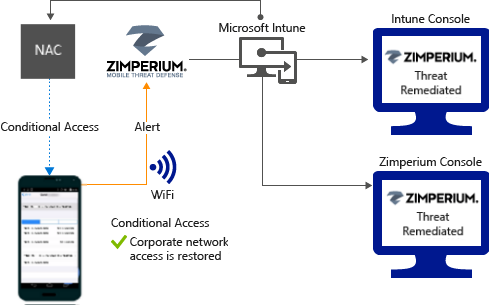 NAC
ZIMPERIUM.
MOBILE THREAT DEFENSE
Microsoft Intune
Intune Console
ZIMPERIUM.
Threat
Remediated
Conditional Access
Alert
WiFi
Zimperium Console
ZIMPERIUM.
Threat
Remediated
Conditional Access
Corporate network
access is restored